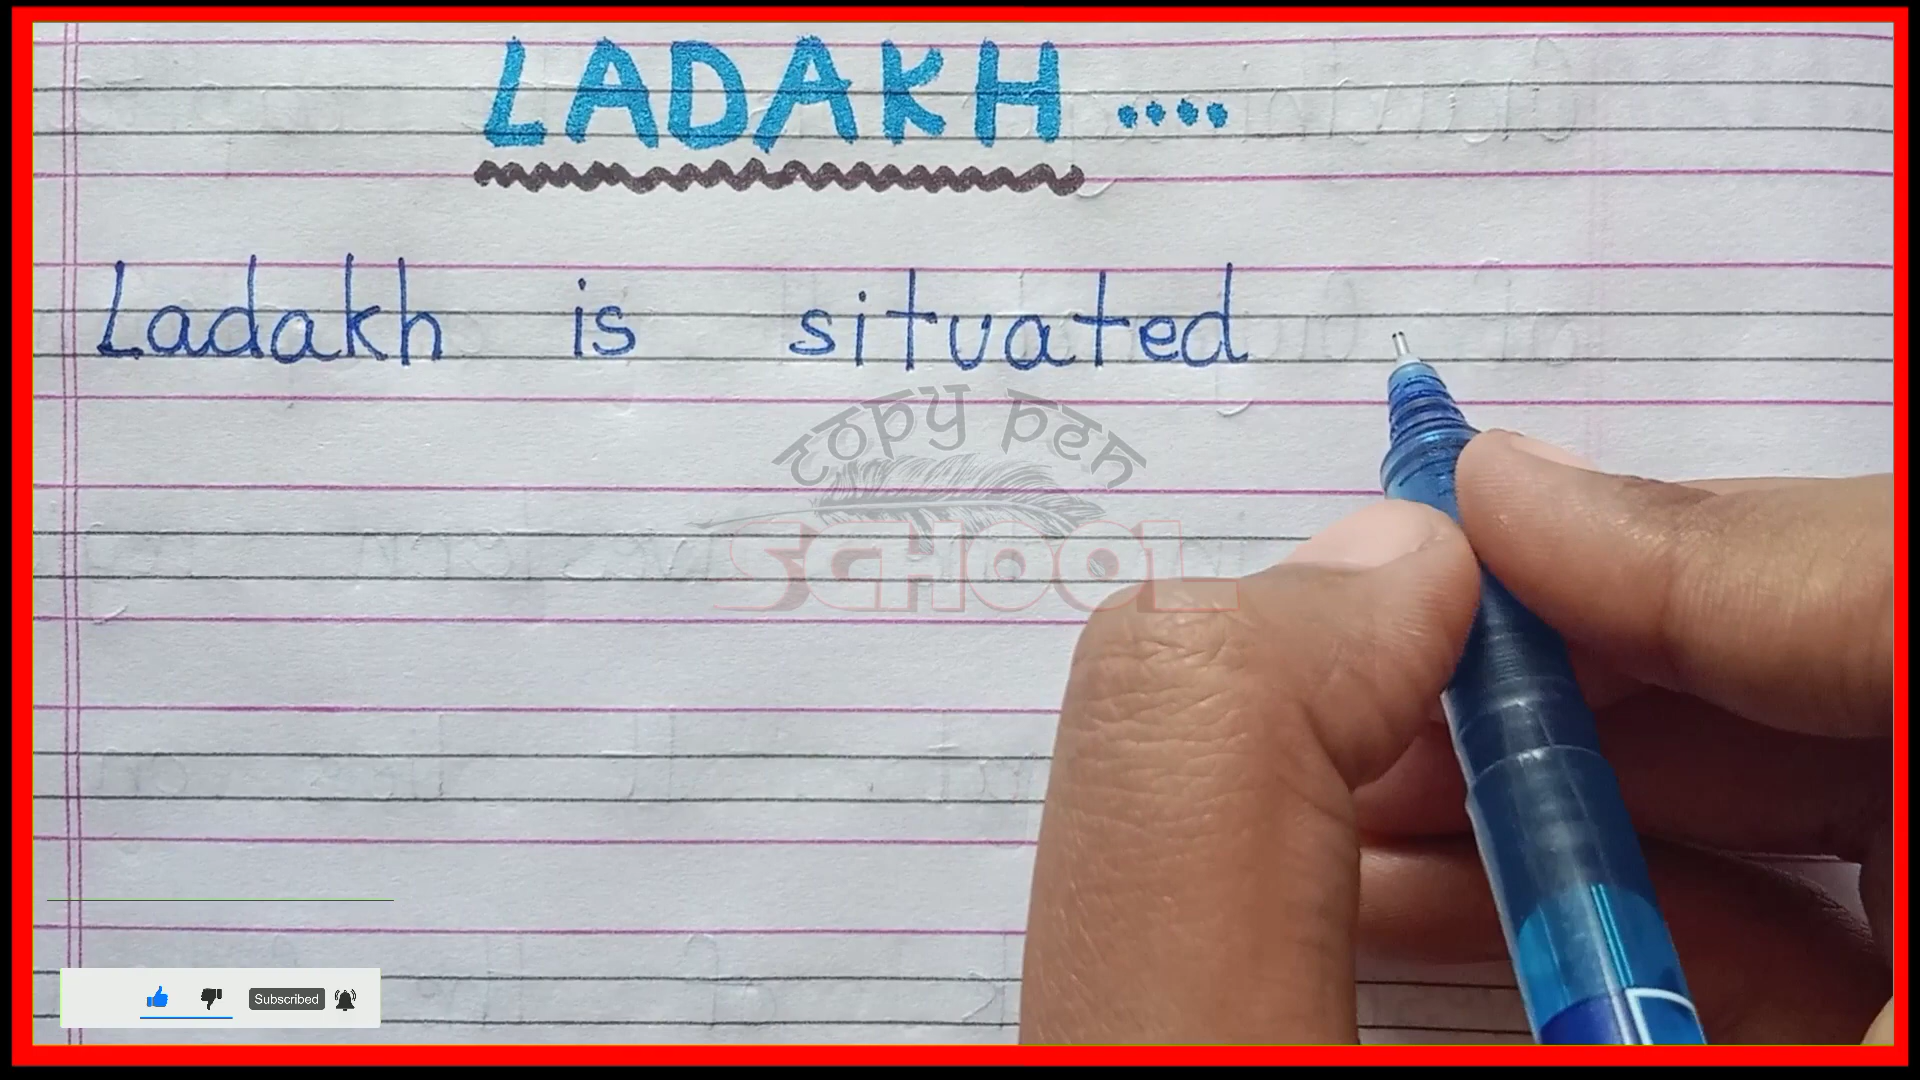 LADAKH ....
Ladakh is situated
copy pen
SCHOOL
Subscribed